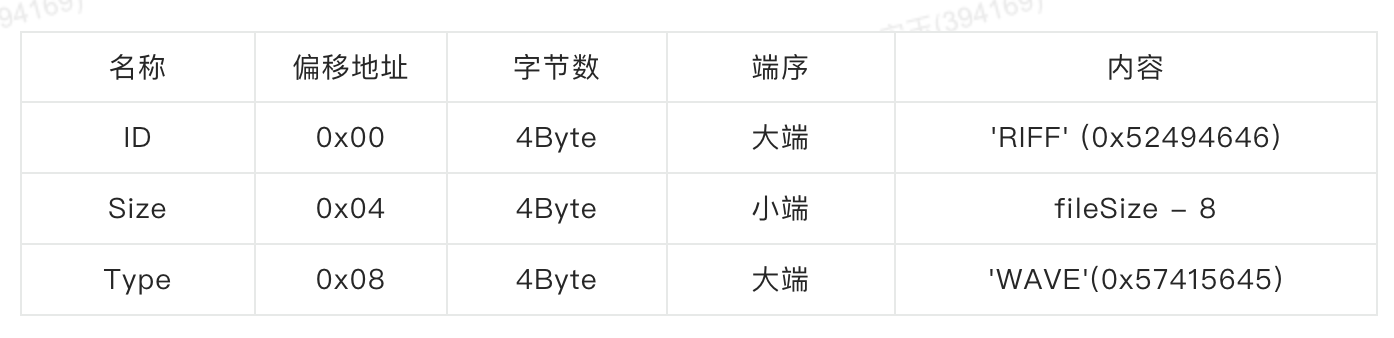 394169)
(394169)
名称 偏移地址 字节数 端序 内容
ID 0x00 4Byte 大端 'RIFF' (0x52494646)
Size 0x04 4Byte 小端 fileSize - 8
Type 0x08 4Byte 大端 'WAVE'(0x57415645)